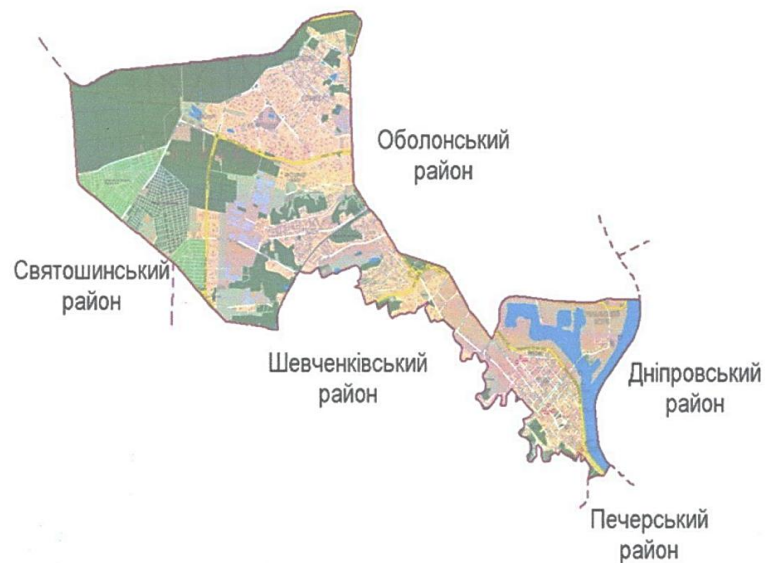 Оболонський
район
Святошинський
район
Шевченківський
район
Дніпровський
район
Печерський
район